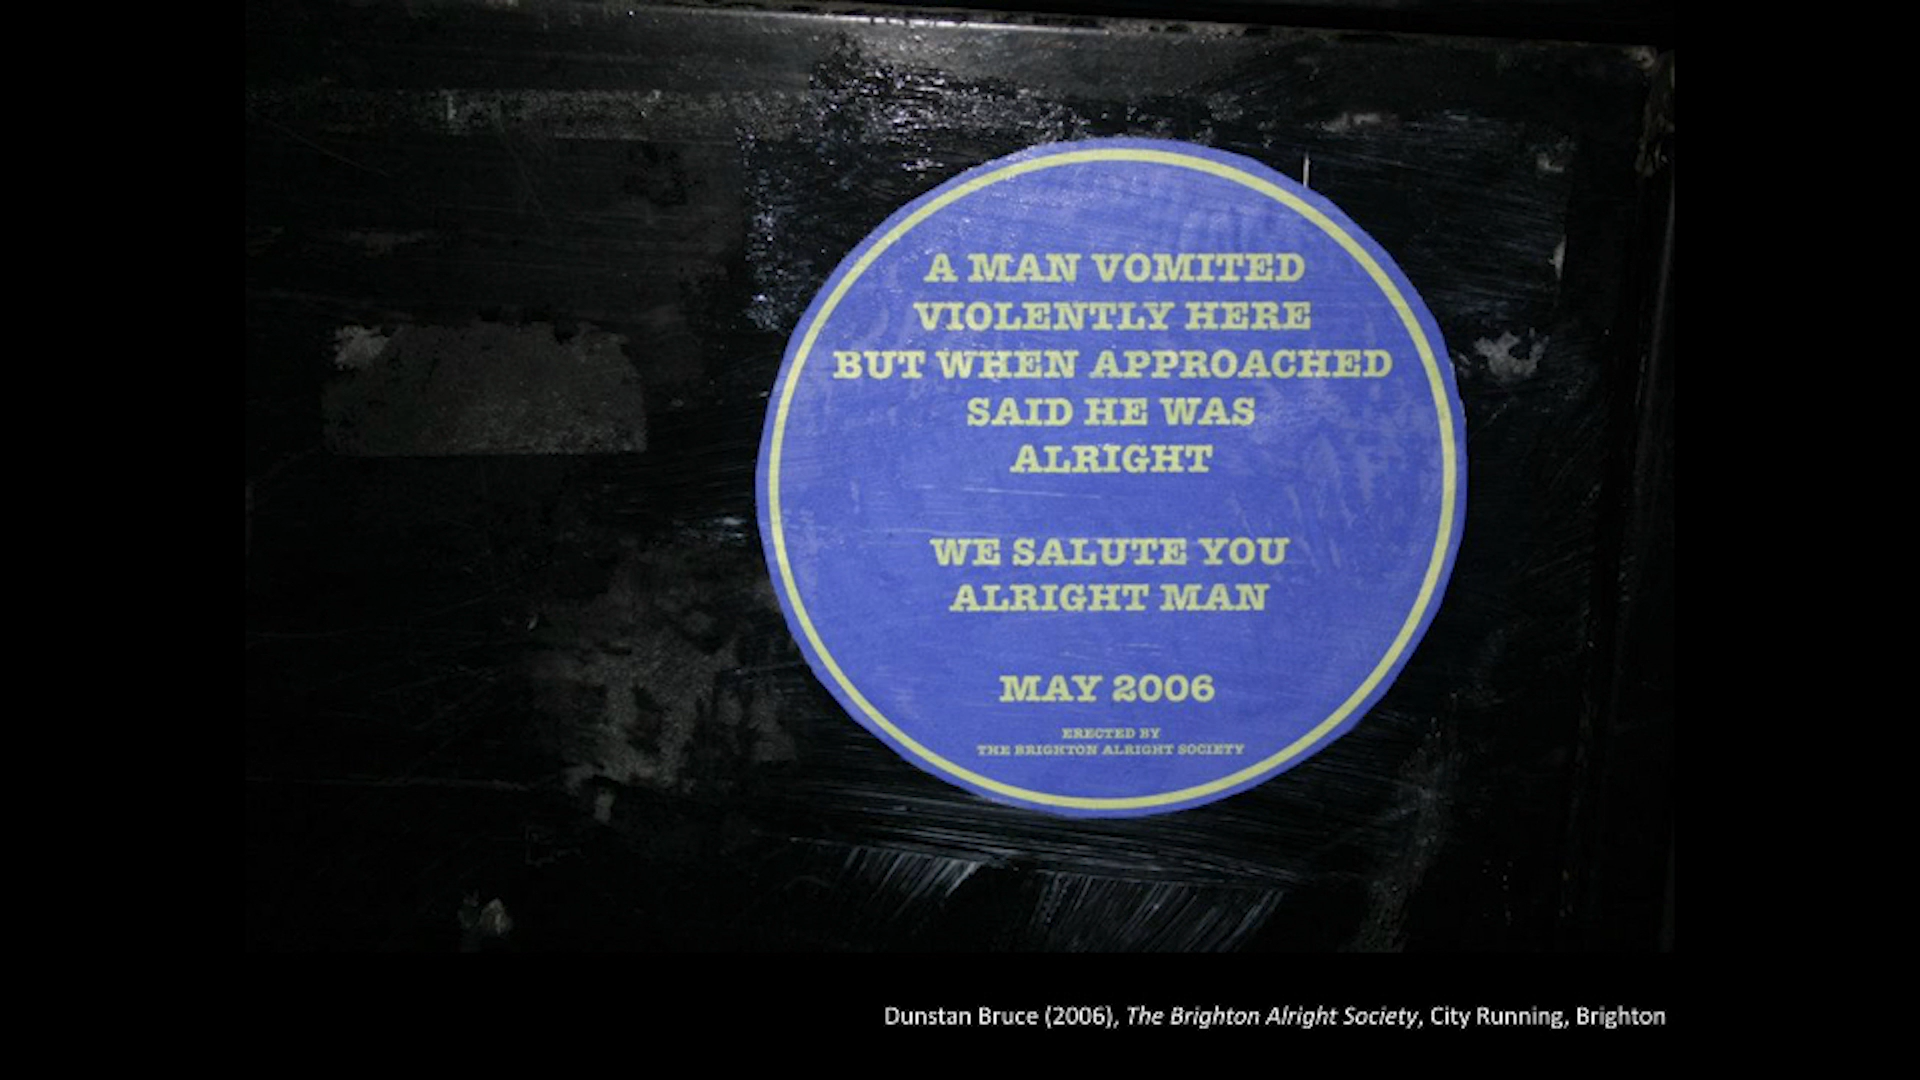 A MAN VOMITED
VIOLENTLY HERE
BUT WHEN APPROACHED
SAID HE WAS
ALRIGHT
WE SALUTE YOU
ALRIGHT MAN
MAY 2006
ERECTED BY
THE BRIGHTON ALRIGHT SOCIETY
Dunstan Bruce (2006), The Brighton Alright Society, City Running, Brighton